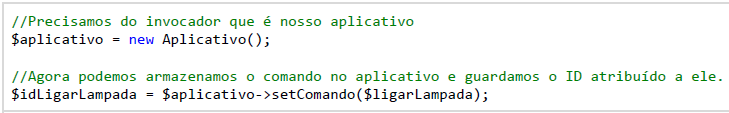 //Precisamos do invocador que é nosso aplicativo
$aplicativo = new Aplicativo();
//Agora podemos armazenamos o comando no aplicativo e guardamos o ID atribuído a ele.
$idLigarLampada = $aplicativo->setComando($ligarLampada);